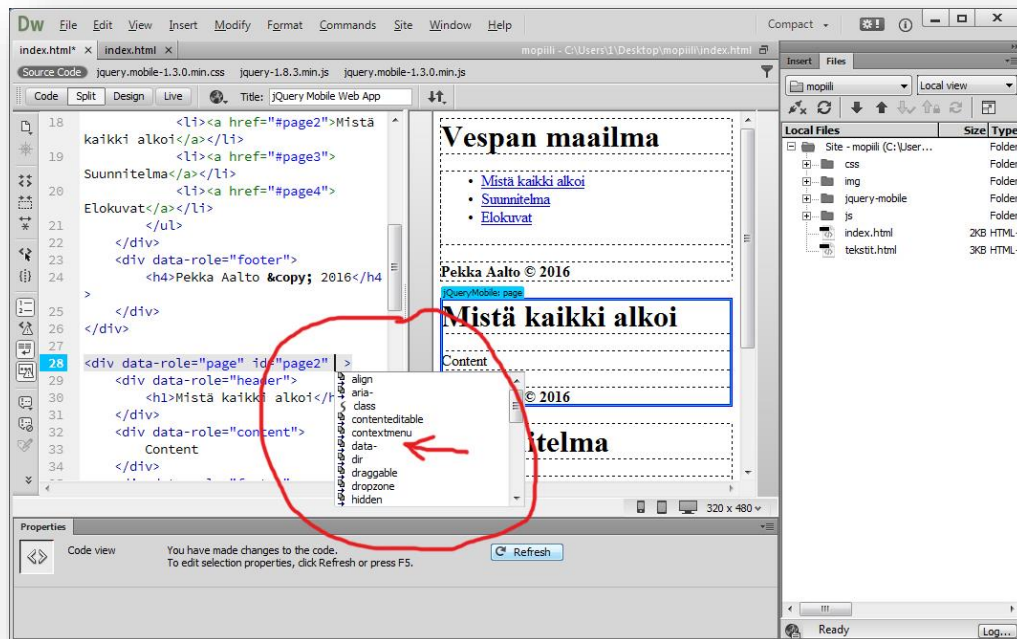 Dw File Edit View Insert Modify Format Commands Site Window Help Compact
index.html* × index.html × mopiili - C:\Users\1\Desktop\mopiili\index.html
Source Code jquery.mobile-1.3.0.min.css jquery-1.8.3.min.js jquery.mobile-1.3.0.min.js
Code Split Design Live Title: jQuery Mobile Web App
18 <li><a href="#page2">Mistä
kaikki alkoi</a></li>
19 <li><a href="#page3">
Suunnitelma</a></li>
20 <li><a href="#page4">
Elokuvat</a></li>
21 </ul>
22 </div>
23 <div data-role="footer">
24 <h4>Pekka Aalto &copy; 2016</h4
>
25 </div>
26 </div>
27
28 <div data-role="page" id="page2" >
29 <div data-role="header">
30 <h1>Mistä kaikki alkoi</h
31 </div>
32 <div data-role="content">
33 Content
34 </div>
align
aria-
class
contenteditable
contextmenu
data-
dir
draggable
dropzone
hidden
Vespan maailma
• Mistä kaikki alkoi
• Suunnitelma
• Elokuvat
Pekka Aalto © 2016
jQueryMobile: page
Mistä kaikki alkoi
Content
© 2016
itelma
320 x 480
Properties
Code view
You have made changes to the code.
To edit selection properties, click Refresh or press F5.
Refresh
Insert Files
mopiili Local view
Local Files Size Type
Site - mopiili (C:\User... Folder
css Folder
img Folder
jquery-mobile Folder
js Folder
index.html 2KB HTML-
tekstit.html 3KB HTML-
Ready Log...